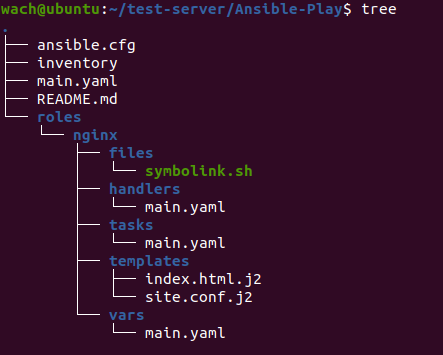 wach@ubuntu:~/test-server/Ansible-Play$ tree
.
├── ansible.cfg
├── inventory
├── main.yaml
├── README.md
└── roles
    └── nginx
        ├── files
        │   └── symbolink.sh
        ├── handlers
        │   └── main.yaml
        ├── tasks
        │   └── main.yaml
        ├── templates
        │   ├── index.html.j2
        │   └── site.conf.j2
        └── vars
            └── main.yaml